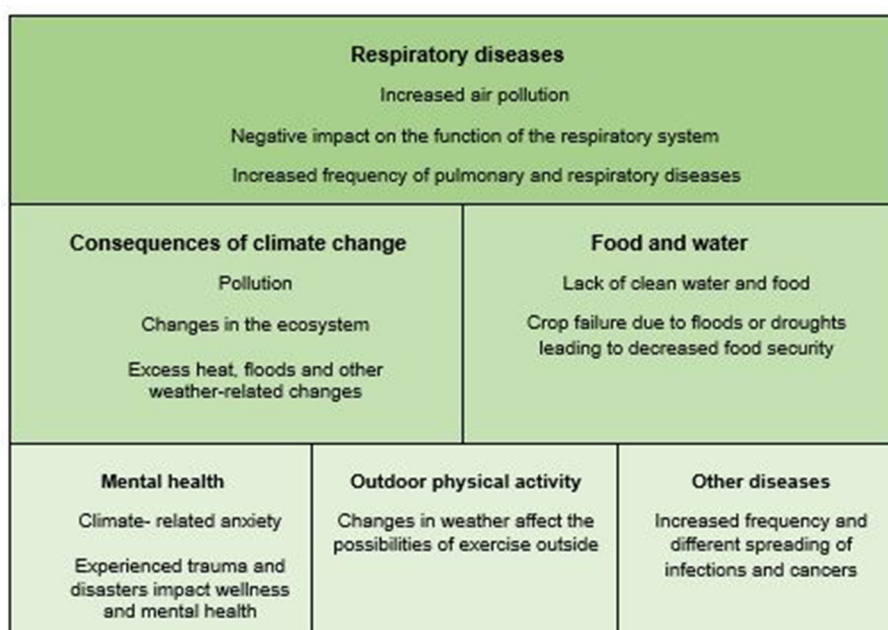 Respiratory diseases
Increased air pollution
Negative impact on the function of the respiratory system
Increased frequency of pulmonary and respiratory diseases
Consequences of climate change
Pollution
Changes in the ecosystem
Excess heat, floods and other
weather-related changes
Food and water
Lack of clean water and food
Crop failure due to floods or droughts
leading to decreased food security
Mental health
Climate- related anxiety
Experienced trauma and
disasters impact wellness
and mental health
Outdoor physical activity
Changes in weather affect the
possibilities of exercise outside
Other diseases
Increased frequency and
different spreading of
infections and cancers